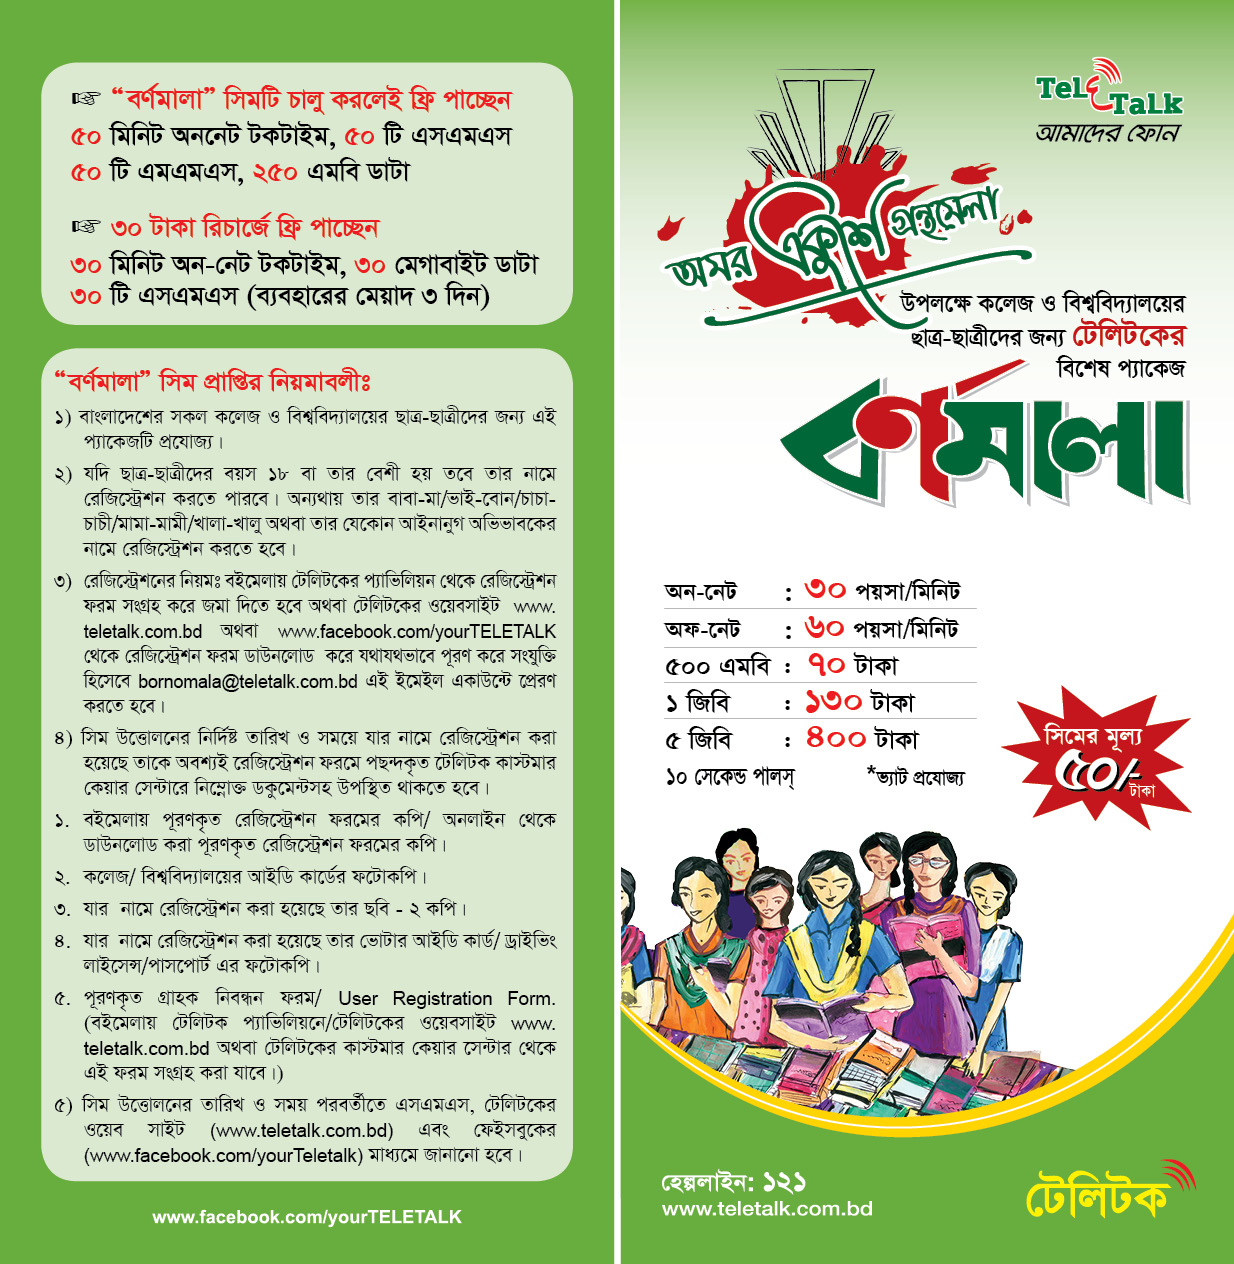 ☞ “বর্ণমালা” সিমটি চালু করলেই ফ্রি পাচ্ছেন
৫০ মিনিট অননেট টকটাইম, ৫০ টি এসএমএস
৫০ টি এমএমএস, ২৫০ এমবি ডাটা
☞ ৩০ টাকা রিচার্জে ফ্রি পাচ্ছেন
৩০ মিনিট অন-নেট টকটাইম, ৩০ মেগাবাইট ডাটা
৩০ টি এসএমএস (ব্যবহারের মেয়াদ ৩ দিন)
“বর্ণমালা” সিম প্রাপ্তির নিয়মাবলীঃ
১) বাংলাদেশের সকল কলেজ ও বিশ্ববিদ্যালয়ের ছাত্র-ছাত্রীদের জন্য এই
প্যাকেজটি প্রযোজ্য।
২) যদি ছাত্র-ছাত্রীদের বয়স ১৮ বা তার বেশী হয় তবে তার নামে
রেজিস্ট্রেশন করতে পারবে। অন্যথায় তার বাবা-মা/ভাই-বোন/চাচা-
চাচী/মামা-মামী/খালা-খালু অথবা তার যেকোন আইনানুগ অভিভাবকের
নামে রেজিস্ট্রেশন করতে হবে।
৩) রেজিস্ট্রেশনের নিয়মঃ বইমেলায় টেলিটকের প্যাভিলিয়ন থেকে রেজিস্ট্রেশন
ফরম সংগ্রহ করে জমা দিতে হবে অথবা টেলিটকের ওয়েবসাইট www.
teletalk.com.bd অথবা www.facebook.com/yourTELETALK
থেকে রেজিস্ট্রেশন ফরম ডাউনলোড করে যথাযথভাবে পূরণ করে সংযুক্তি
হিসেবে bornomala@teletalk.com.bd এই ইমেইল একাউন্টে প্রেরণ
করতে হবে।
৪) সিম উত্তোলনের নির্দিষ্ট তারিখ ও সময়ে যার নামে রেজিস্ট্রেশন করা
হয়েছে তাকে অবশ্যই রেজিস্ট্রেশন ফরমে পছন্দকৃত টেলিটক কাস্টমার
কেয়ার সেন্টারে নিম্নোক্ত ডকুমেন্টসহ উপস্থিত থাকতে হবে।
১. বইমেলায় পূরণকৃত রেজিস্ট্রেশন ফরমের কপি/ অনলাইন থেকে
ডাউনলোড করা পূরণকৃত রেজিস্ট্রেশন ফরমের কপি।
২. কলেজ/ বিশ্ববিদ্যালয়ের আইডি কার্ডের ফটোকপি।
৩. যার নামে রেজিস্ট্রেশন করা হয়েছে তার ছবি - ২ কপি।
৪. যার নামে রেজিস্ট্রেশন করা হয়েছে তার ভোটার আইডি কার্ড/ ড্রাইভিং
লাইসেন্স/পাসপোর্ট এর ফটোকপি।
৫. পূরণকৃত গ্রাহক নিবন্ধন ফরম/ User Registration Form.
(বইমেলায় টেলিটক প্যাভিলিয়নে/টেলিটকের ওয়েবসাইট www.
teletalk.com.bd অথবা টেলিটকের কাস্টমার কেয়ার সেন্টার থেকে
এই ফরম সংগ্রহ করা যাবে।)
৫) সিম উত্তোলনের তারিখ ও সময় পরবর্তীতে এসএমএস, টেলিটকের
ওয়েব সাইট (www.teletalk.com.bd) এবং ফেইসবুকের
(www.facebook.com/yourTeletalk) মাধ্যমে জানানো হবে।
www.facebook.com/yourTELETALK
TeleTalk
আমাদের ফোন
অমর একুশে গ্রন্থমেলা
উপলক্ষে কলেজ ও বিশ্ববিদ্যালয়ের
ছাত্র-ছাত্রীদের জন্য টেলিটকের
বিশেষ প্যাকেজ
বর্ণমালা
অন-নেট : ৩০ পয়সা/মিনিট
অফ-নেট : ৬০ পয়সা/মিনিট
৫০০ এমবি : ৭০ টাকা
১ জিবি : ১৩০ টাকা
৫ জিবি : ৪০০ টাকা
১০ সেকেন্ড পালস্ *ভ্যাট প্রযোজ্য
সিমের মূল্য
৫০/-
টাকা
হেল্পলাইন: ১২১
www.teletalk.com.bd
টেলিটক